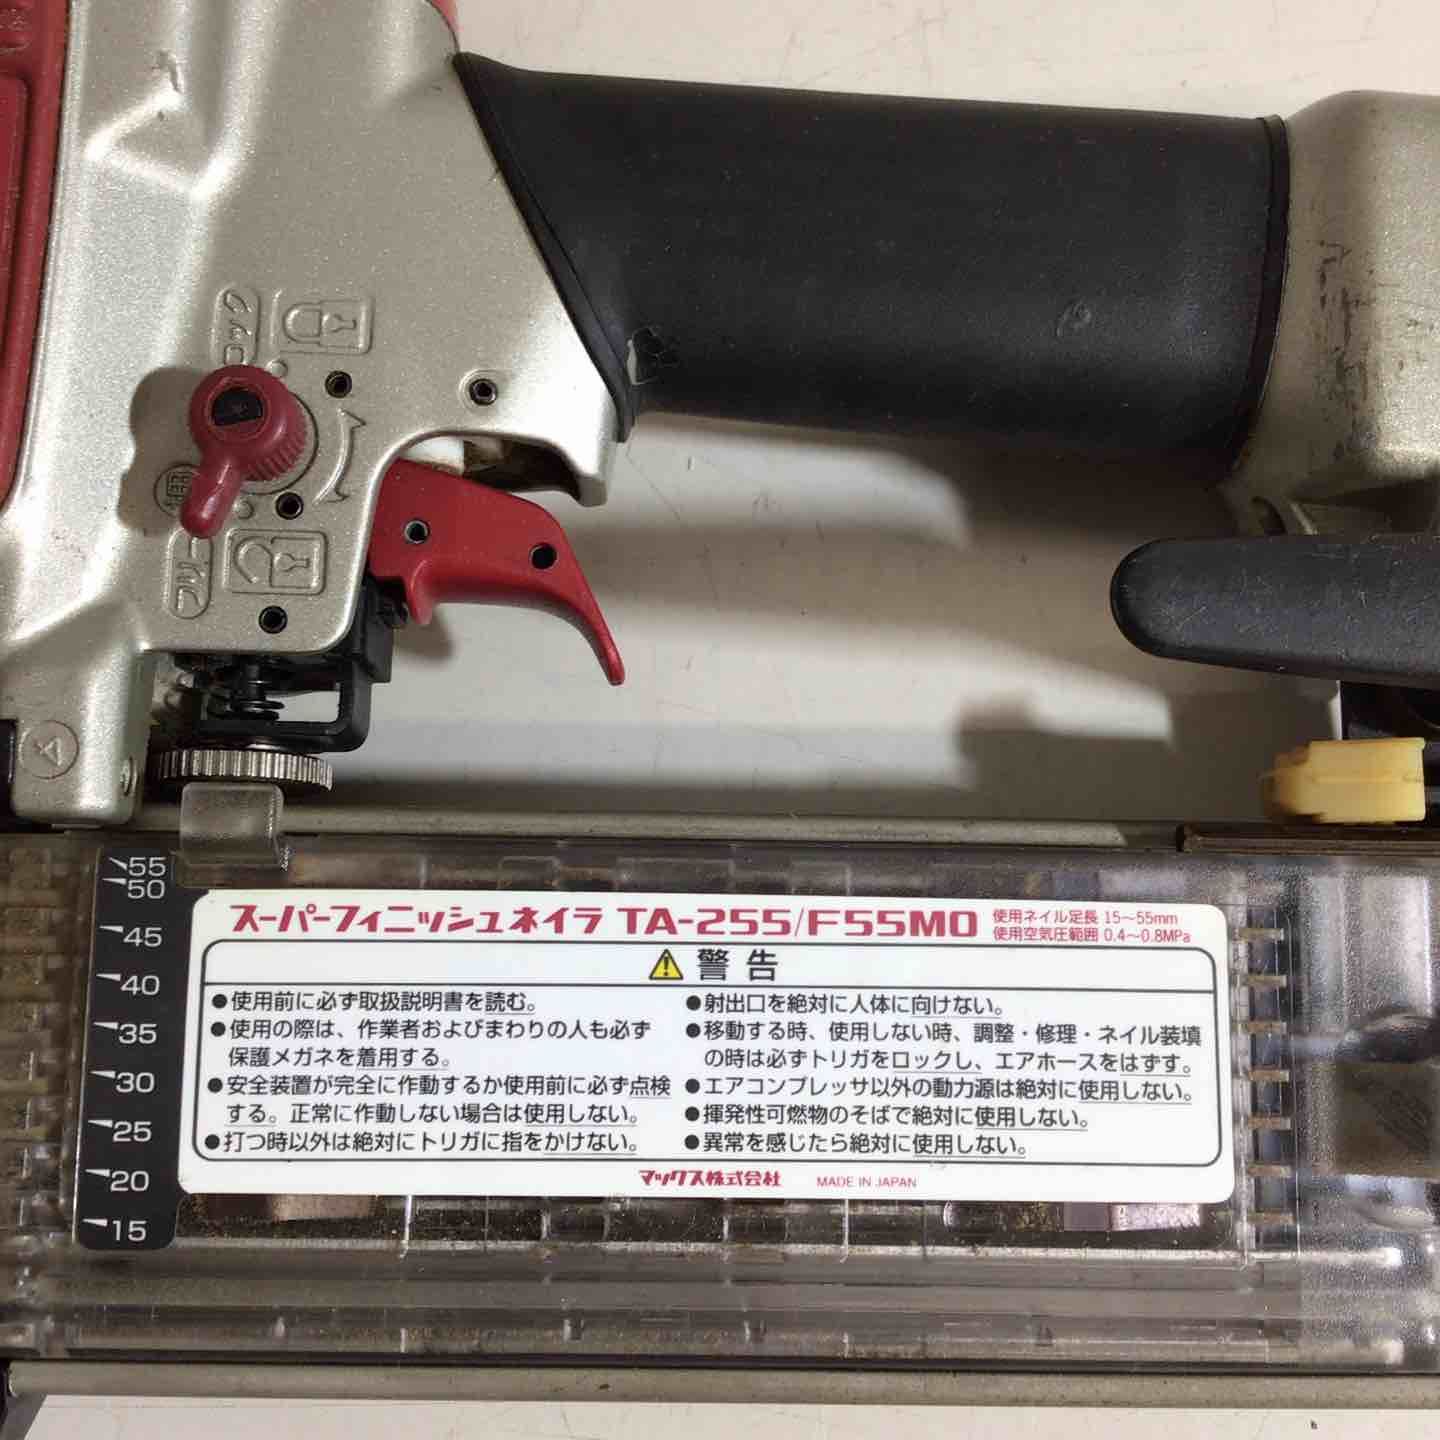 ロック
開放
フリー
55
50
45
40
35
30
25
20
15
スーパーフィニッシュネイラ TA-255/F55MO
使用ネイル足長 15～55mm
使用空気圧範囲 0.4～0.8MPa
警告
●使用前に必ず取扱説明書を読む。
●使用の際は、作業者およびまわりの人も必ず
保護メガネを着用する。
●安全装置が完全に作動するか使用前に必ず点検
する。正常に作動しない場合は使用しない。
●打つ時以外は絶対にトリガに指をかけない。
●射出口を絶対に人体に向けない。
●移動する時、使用しない時、調整・修理・ネイル装填
の時は必ずトリガをロックし、エアホースをはずす。
●エアコンプレッサ以外の動力源は絶対に使用しない。
●揮発性可燃物のそばで絶対に使用しない。
●異常を感じたら絶対に使用しない。
マックス株式会社 MADE IN JAPAN